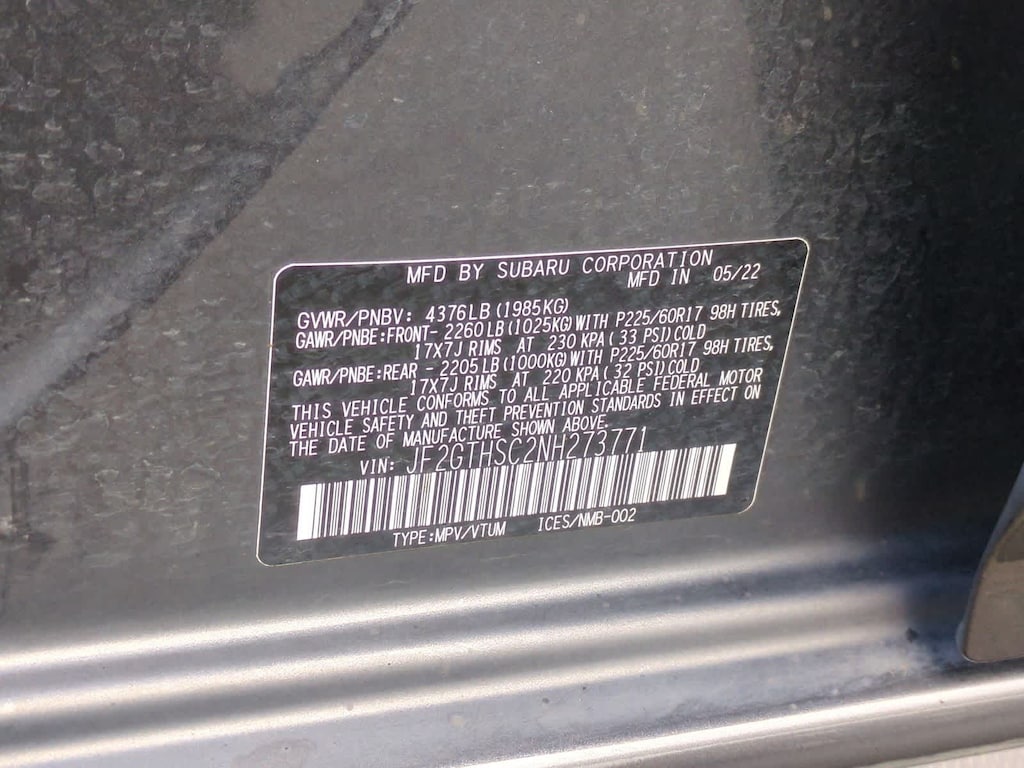 MFD BY SUBARU CORPORATION
MFD IN 05/22
GVWR/PNBV: 4376LB(1985KG)
GAWR/PNBE:FRONT- 2260LB(1025KG)WITH P225/60R17 98H TIRES,
17X7J RIMS AT 230 KPA( 33 PSI)COLD
GAWR/PNBE:REAR - 2205LB(1000KG)WITH P225/60R17 98H TIRES,
17X7J RIMS AT 220 KPA( 32 PSI)COLD
THIS VEHICLE CONFORMS TO ALL APPLICABLE FEDERAL MOTOR
VEHICLE SAFETY AND THEFT PREVENTION STANDARDS IN EFFECT ON
THE DATE OF MANUFACTURE SHOWN ABOVE.
VIN: JF2GTHSC2NH273771
TYPE:MPV/VTUM ICES/NMB-002